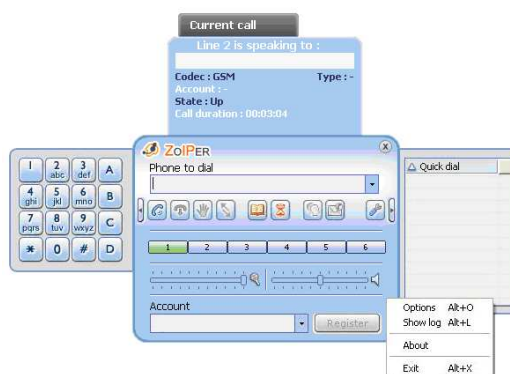 Current call
Line 2 is speaking to :
Codec : GSM Type : -
Account : -
State : Up
Call duration : 00:03:04
ZoIPER
Phone to dial
1 2 abc 3 def A
4 ghi 5 jkl 6 mno B
7 pqrs 8 tuv 9 wxyz C
* 0 # D
1 2 3 4 5 6
Account
Register
Quick dial
Options Alt+O
Show log Alt+L
About
Exit Alt+X